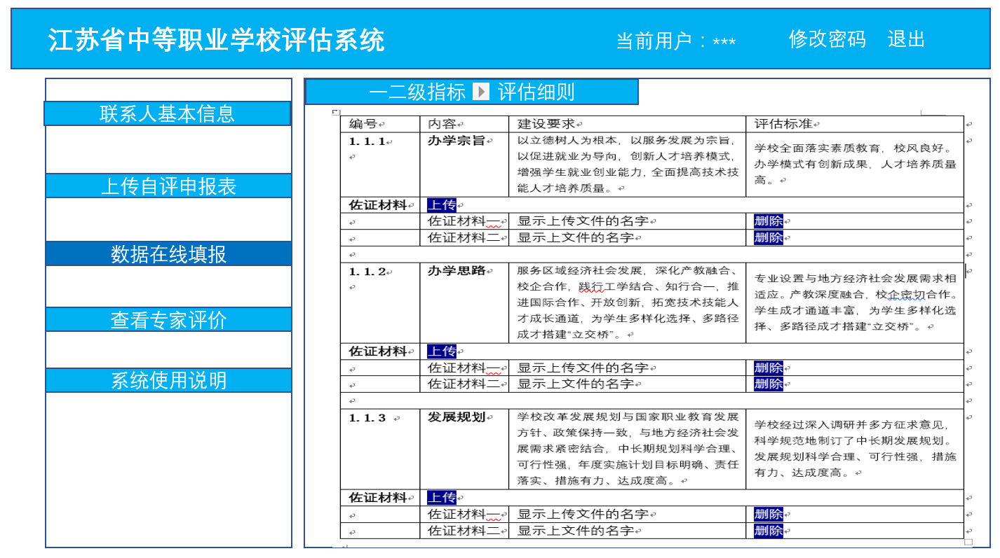 江苏省中等职业学校评估系统
当前用户：***
修改密码
退出
联系人基本信息
上传自评申报表
数据在线填报
查看专家评价
系统使用说明
一二级指标 评估细则
编号 内容 建设要求 评估标准
1.1.1 办学宗旨
以立德树人为根本，以服务发展为宗旨，
以促进就业为导向，创新人才培养模式，
增强学生就业创业能力，全面提高技术技
能人才培养质量。
学校全面落实素质教育，校风良好。
办学模式有创新成果，人才培养质量
高。
佐证材料 上传
佐证材料一 显示上传文件的名字 删除
佐证材料二 显示上文件的名字 删除
1.1.2 办学思路
服务区域经济社会发展，深化产教融合、
校企合作，践行工学结合、知行合一，推
进国际合作、开放创新，拓宽技术技能人
才成长通道，为学生多样化选择、多路径
成才搭建“立交桥”。
专业设置与地方经济社会发展需求相
适应。产教深度融合，校企密切合作。
学生成才通道丰富，为学生多样化选
择、多路径成才搭建“立交桥”。
佐证材料 上传
佐证材料一 显示上传文件的名字 删除
佐证材料二 显示上文件的名字 删除
1.1.3 发展规划
学校改革发展规划与国家职业教育发展
方针、政策保持一致，与地方经济社会发
展需求紧密结合，中长期规划科学合理、
可行性强，年度实施计划目标明确、责任
落实、措施有力、达成度高。
学校经过深入调研并多方征求意见，
科学规范地制订了中长期发展规划。
发展规划科学合理、可行性强，措施
有力、达成度高。
佐证材料 上传
佐证材料一 显示上传文件的名字 删除
佐证材料二 显示上文件的名字 删除